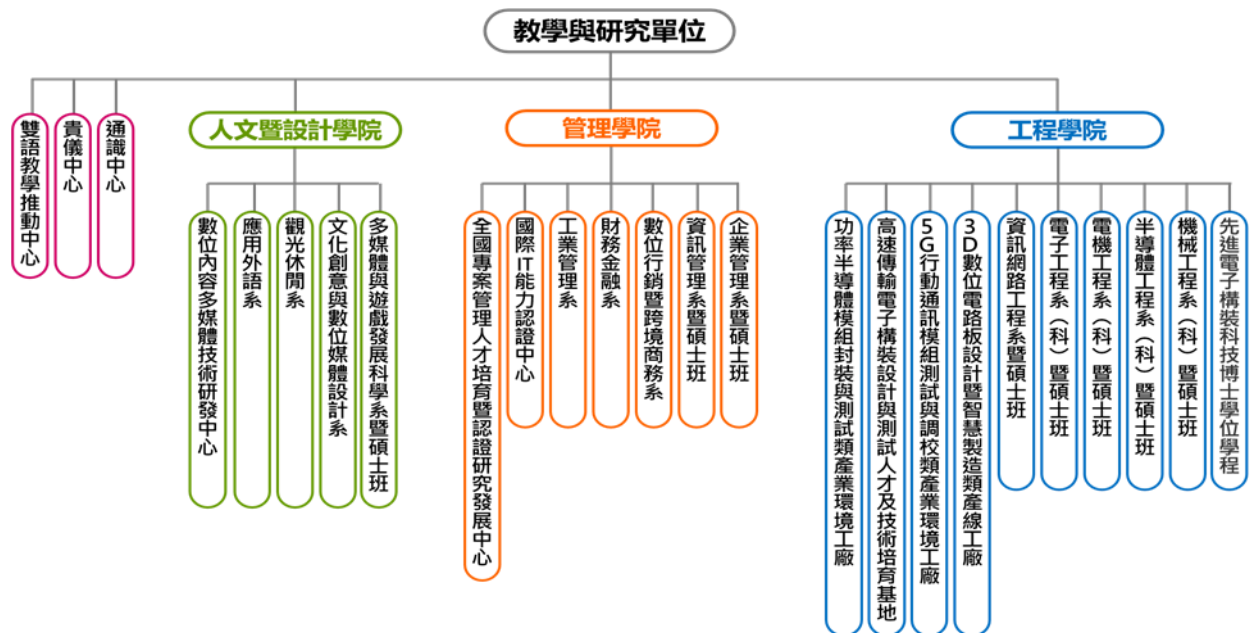 教學與研究單位
雙語教學推動中心
貴儀中心
通識中心
人文暨設計學院
數位內容多媒體技術研發中心
應用外語系
觀光休閒系
文化創意與數位媒體設計系
多媒體與遊戲發展科學系暨碩士班
管理學院
全國專案管理人才培育暨認證研究發展中心
國際IT能力認證中心
工業管理系
財務金融系
數位行銷暨跨境商務系
資訊管理系暨碩士班
企業管理系暨碩士班
工程學院
功率半導體模組封裝與測試類產業環境工廠
高速傳輸電子構裝設計與測試人才及技術培育基地
5G行動通訊模組測試與調校類產業環境工廠
3D數位電路板設計暨智慧製造類產線工廠
資訊網路工程系暨碩士班
電子工程系（科）暨碩士班
電機工程系（科）暨碩士班
半導體工程系（科）暨碩士班
機械工程系（科）暨碩士班
先進電子構裝科技博士學位學程